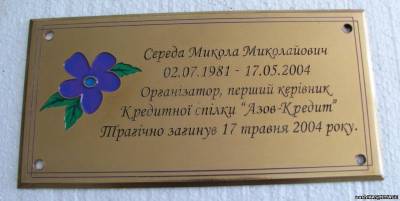 Середа Микола Миколайович
02.07.1981 - 17.05.2004
Організатор, перший керівник
Кредитної спілки "Азов-Кредит"
Трагічно загинув 17 травня 2004 року.